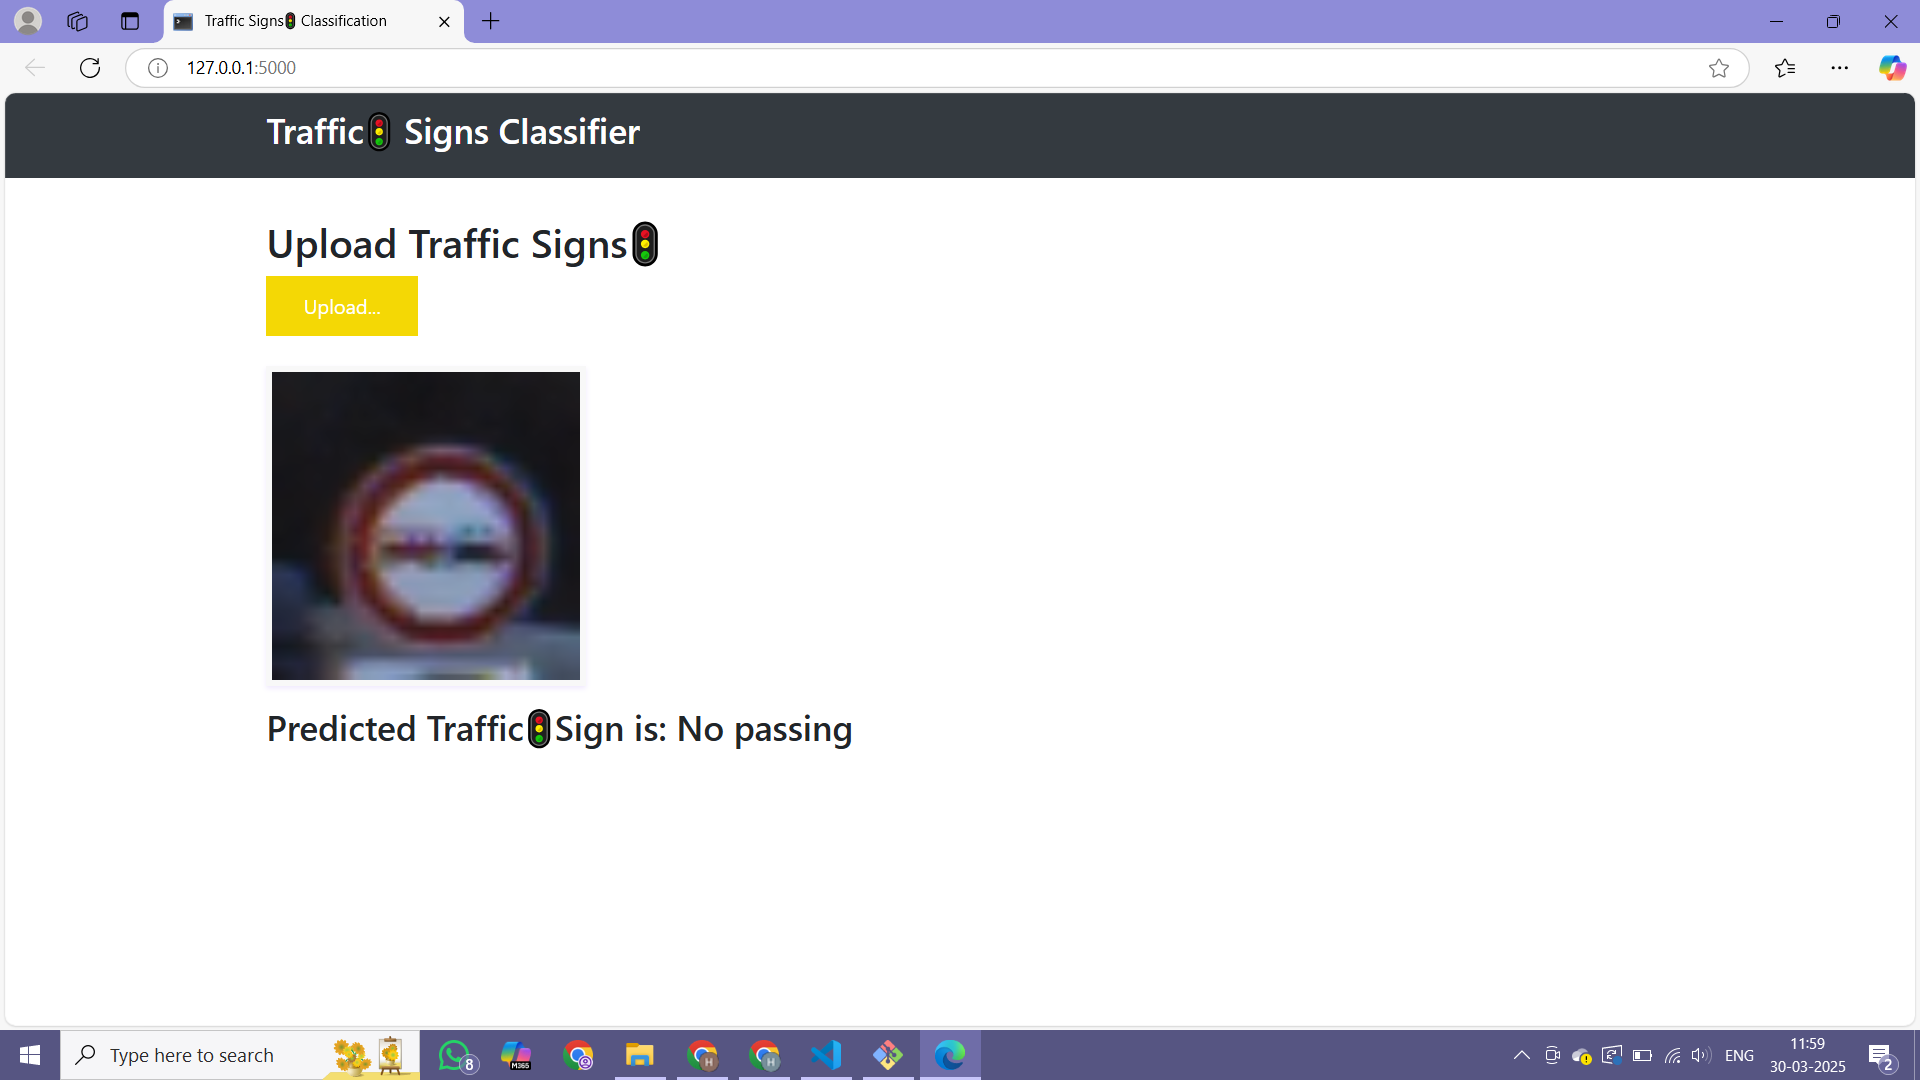 Traffic Signs🚦 Classification
127.0.0.1:5000
Traffic🚦 Signs Classifier
Upload Traffic Signs🚦
Upload...
Predicted Traffic🚦Sign is: No passing
Type here to search
8
M365
H
H
ENG
11:59
30-03-2025
2